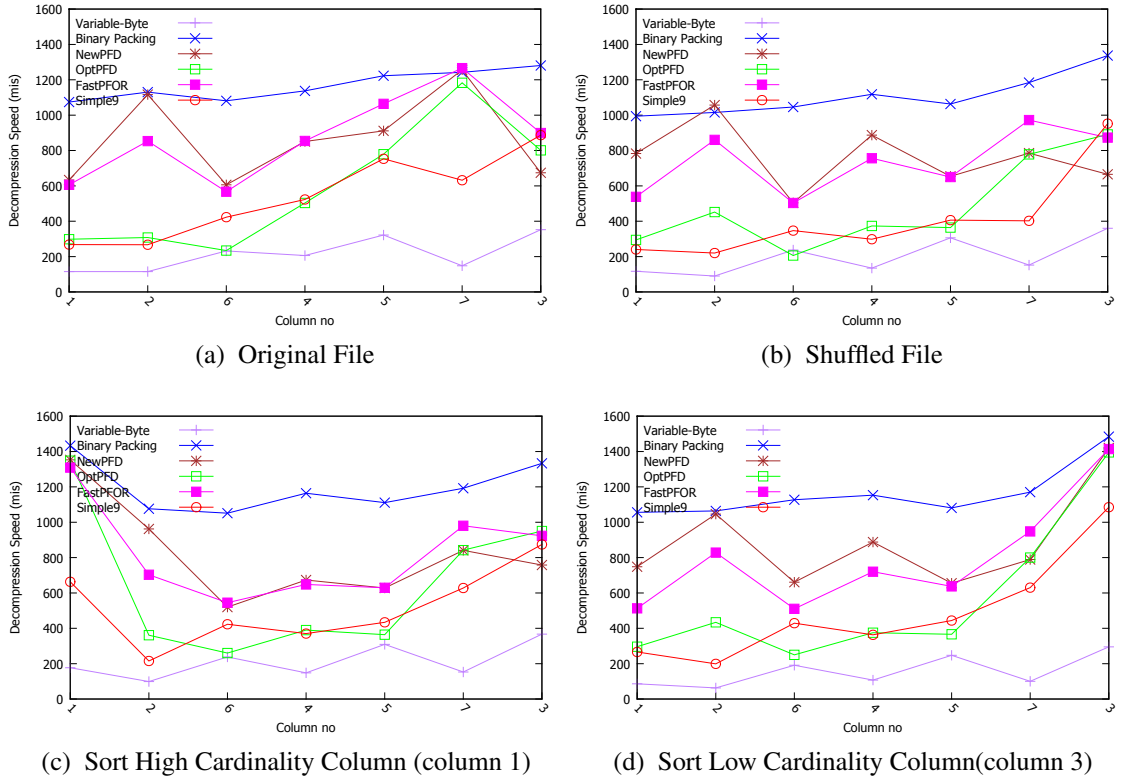 1600
1400
1200
1000
800
600
400
200
0
Decompression Speed (mis)
Variable-Byte
Binary Packing
NewPFD
OptPFD
FastPFOR
Simple9
1 2 6 4 5 7 3
Column no
(a) Original File
1600
1400
1200
1000
800
600
400
200
0
Decompression Speed (mis)
Variable-Byte
Binary Packing
NewPFD
OptPFD
FastPFOR
Simple9
1 2 6 4 5 7 3
Column no
(b) Shuffled File
1600
1400
1200
1000
800
600
400
200
0
Decompression Speed (mis)
Variable-Byte
Binary Packing
NewPFD
OptPFD
FastPFOR
Simple9
1 2 6 4 5 7 3
Column no
(c) Sort High Cardinality Column (column 1)
1600
1400
1200
1000
800
600
400
200
0
Decompression Speed (mis)
Variable-Byte
Binary Packing
NewPFD
OptPFD
FastPFOR
Simple9
1 2 6 4 5 7 3
Column no
(d) Sort Low Cardinality Column(column 3)